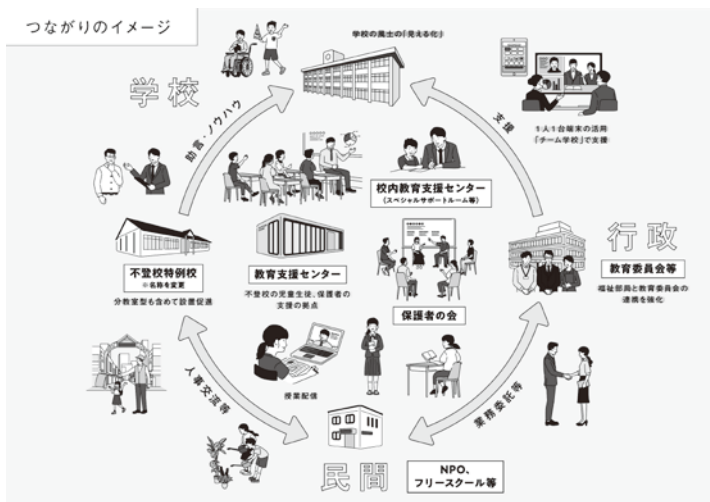 つながりのイメージ
学校の風土の「見える化」
学校
助言・ノウハウ
支援
1人1台端末の活用
「チーム学校」で支援
校内教育支援センター
(スペシャルサポートルーム等)
行政
不登校特例校
※名称を変更
分教室型も含めて設置促進
教育支援センター
不登校の児童生徒、保護者の
支援の拠点
教育委員会等
福祉部局と教育委員会の
連携を強化
保護者の会
人事交流等
授業配信
業務委託等
民間
NPO、
フリースクール等